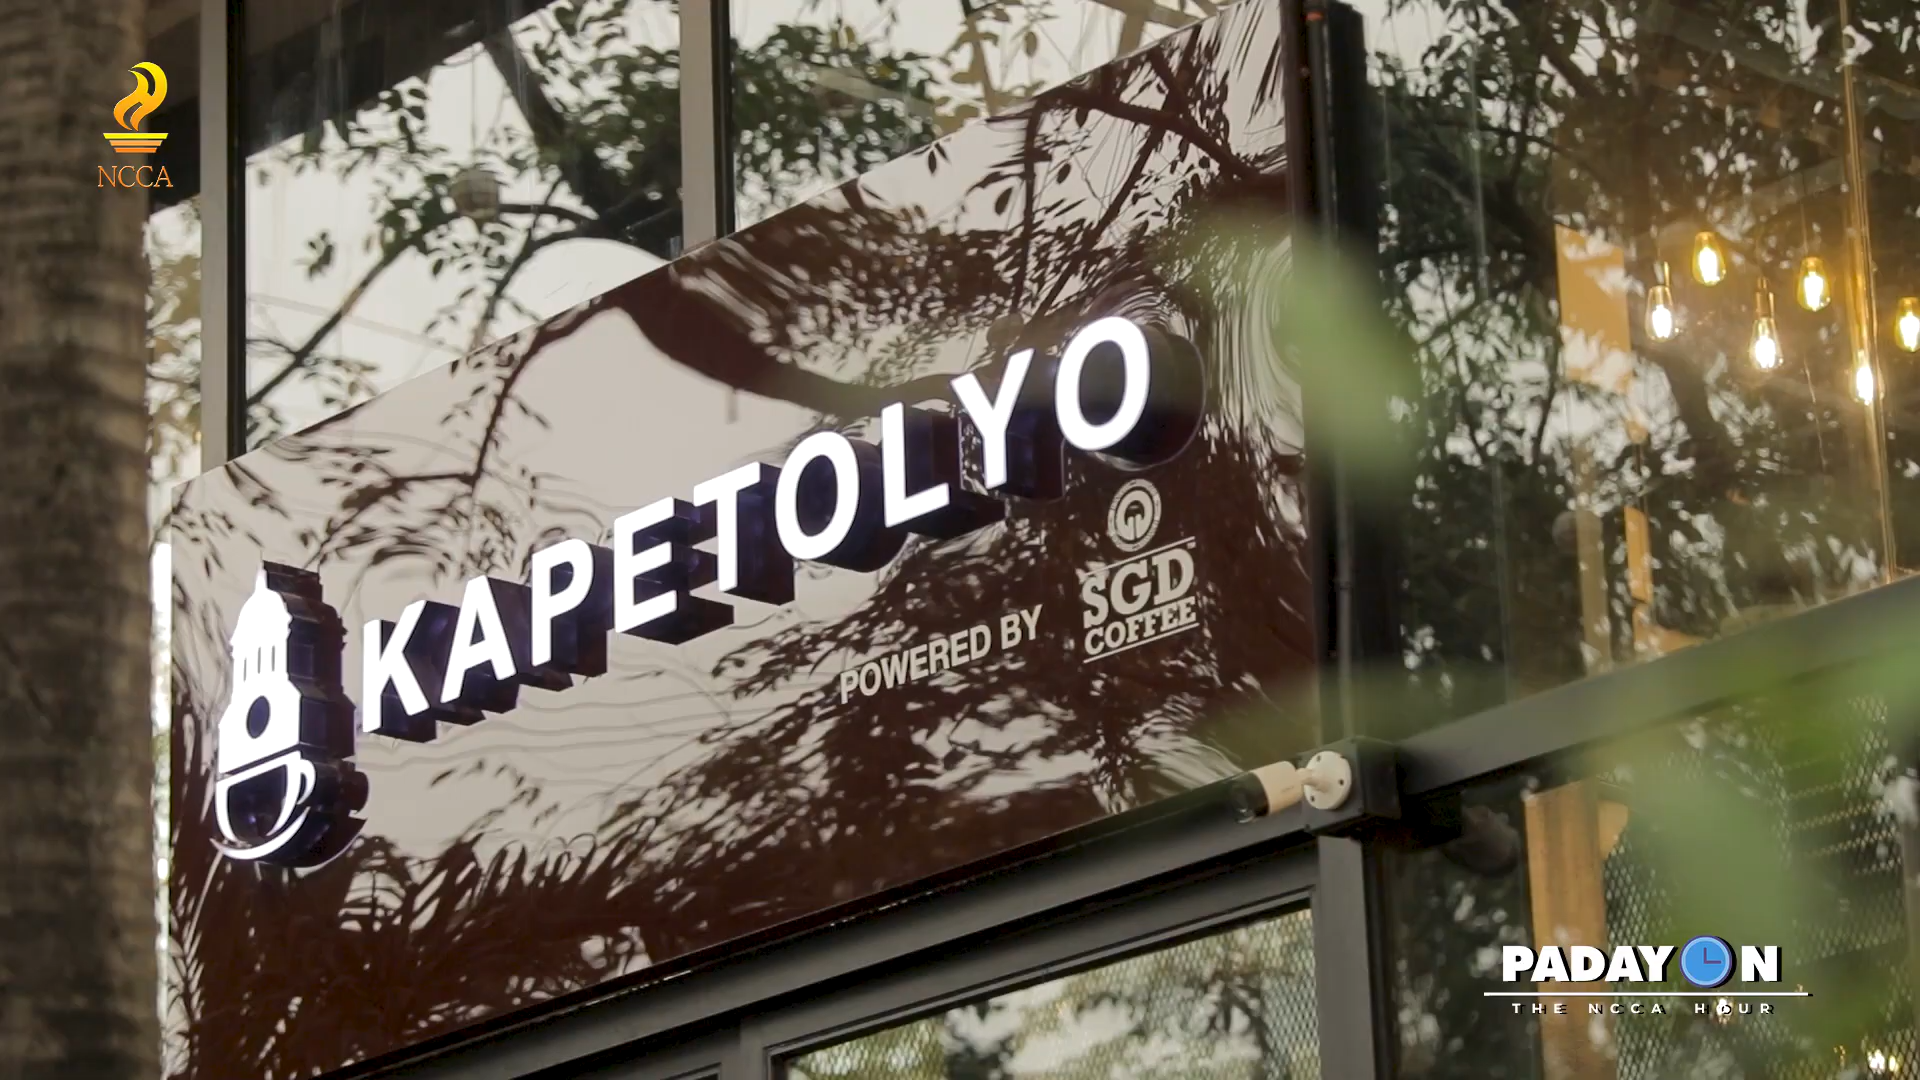 NCCA
KAPETOLYO
POWERED BY
SGD
COFFEE
PADAYON
THE NCCA HOUR